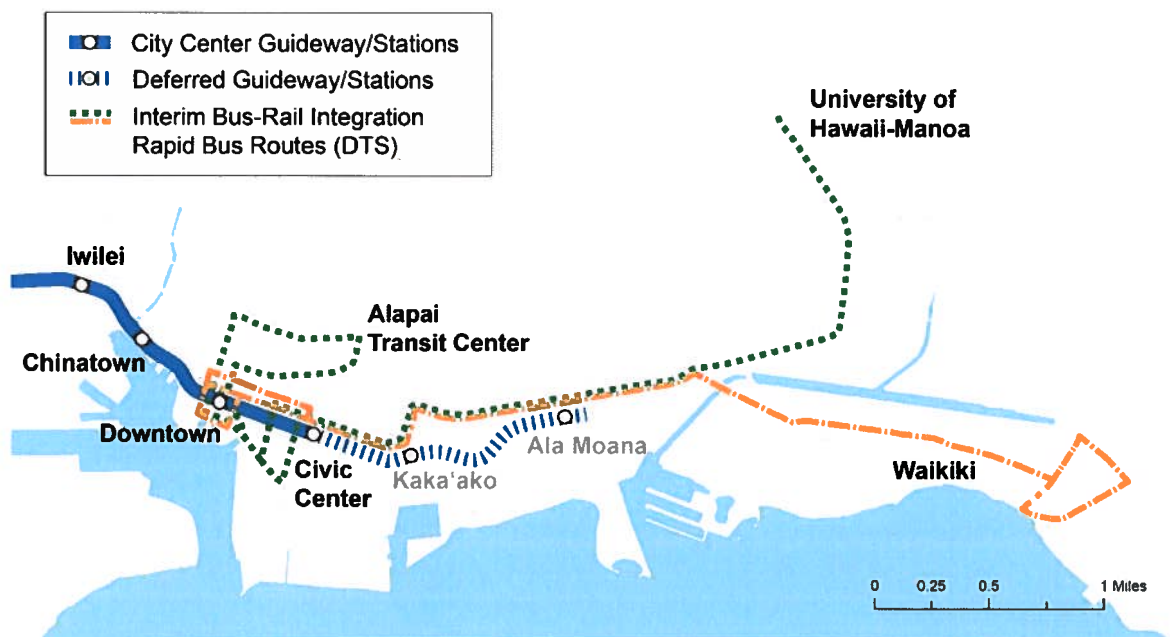 City Center Guideway/Stations
Deferred Guideway/Stations
Interim Bus-Rail Integration
Rapid Bus Routes (DTS)
University of
Hawaii-Manoa
Iwilei
Alapai
Transit Center
Chinatown
Downtown
Civic
Center
Kaka‘ako
Ala Moana
Waikiki
0 0.25 0.5 1 Miles